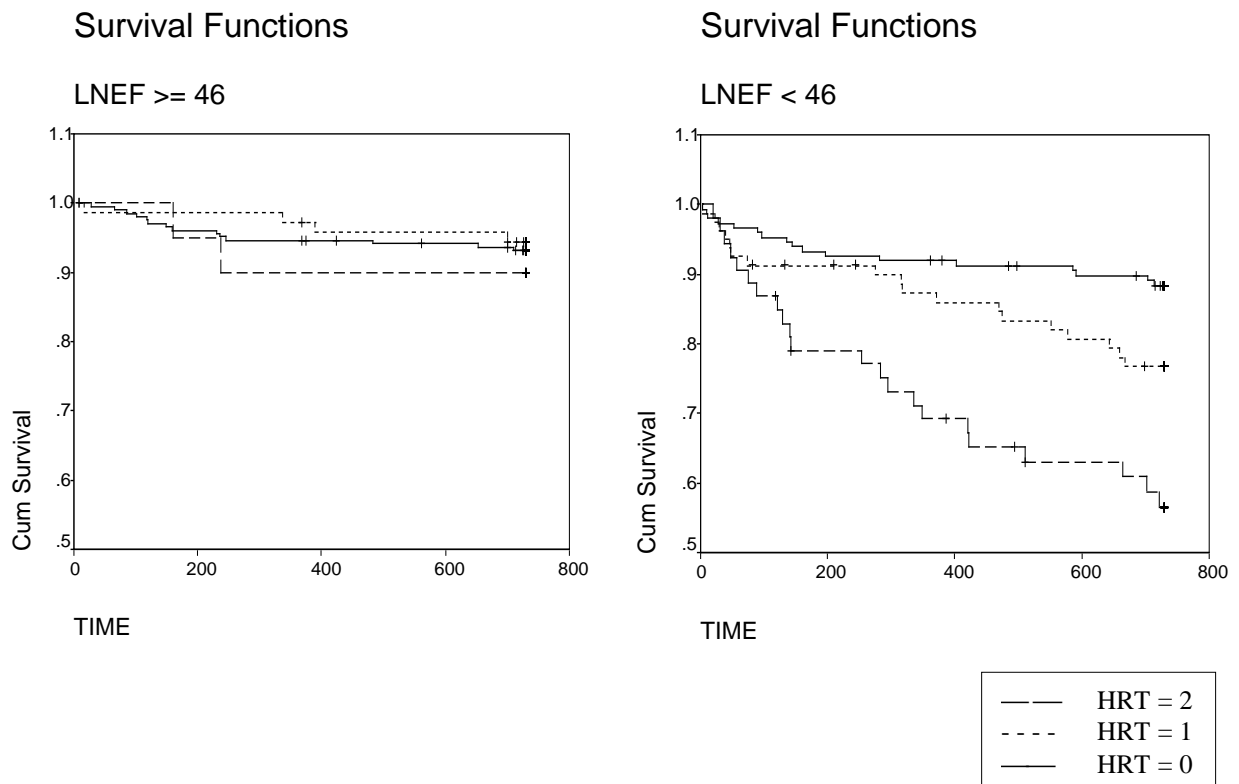 Survival Functions
LNEF >= 46
1.1
1.0
.9
.8
.7
.6
.5
Cum Survival
0 200 400 600 800
TIME
Survival Functions
LNEF < 46
1.1
1.0
.9
.8
.7
.6
.5
Cum Survival
0 200 400 600 800
TIME
HRT = 2
HRT = 1
HRT = 0